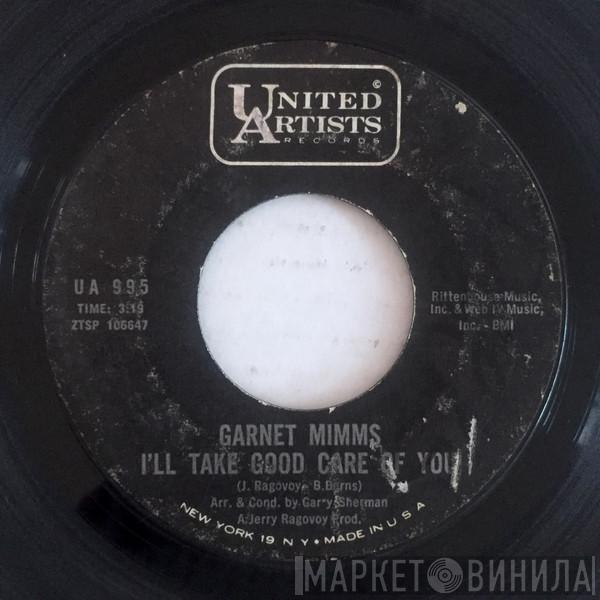 UNITED ©
ARTISTS
RECORDS
UA 995
TIME: 3:19
ZTSP 106647
Rittenhouse Music,
Inc. & Web IV Music,
Inc. - BMI
GARNET MIMMS
I'LL TAKE GOOD CARE OF YOU
(J. Ragovoy - B. Berns)
Arr. & Cond. by Garry Sherman
A Jerry Ragovoy Prod.
NEW YORK 19 N Y • MADE IN U S A
МАРКЕТ ВИНИЛА